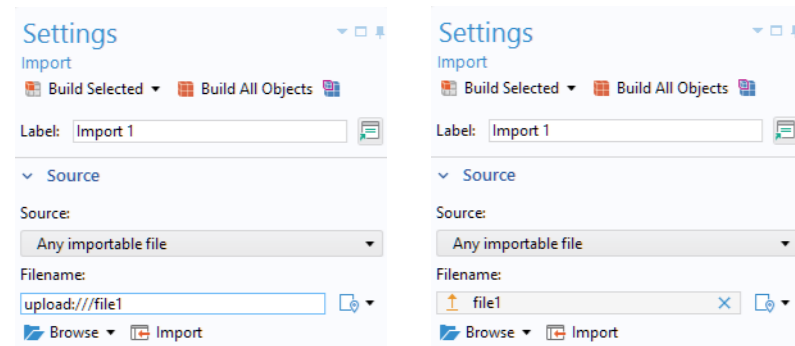 Settings
Import
Build Selected Build All Objects
Label: Import 1
Source
Source:
Any importable file
Filename:
upload:///file1
Browse Import
Settings
Import
Build Selected Build All Objects
Label: Import 1
Source
Source:
Any importable file
Filename:
file1
Browse Import